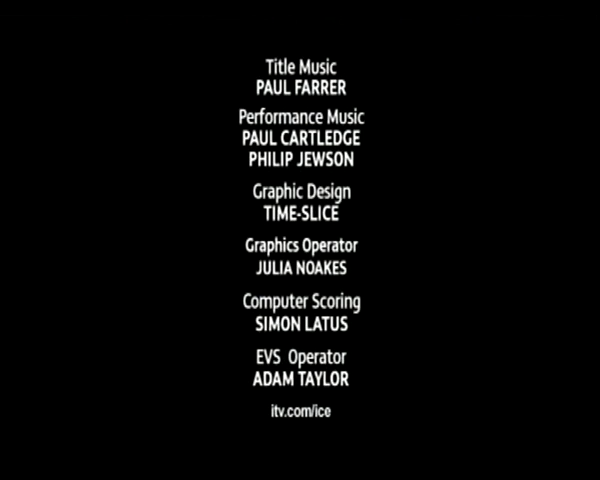 Title Music
PAUL FARRER
Performance Music
PAUL CARTLEDGE
PHILIP JEWSON
Graphic Design
TIME-SLICE
Graphics Operator
JULIA NOAKES
Computer Scoring
SIMON LATUS
EVS Operator
ADAM TAYLOR
itv.com/ice